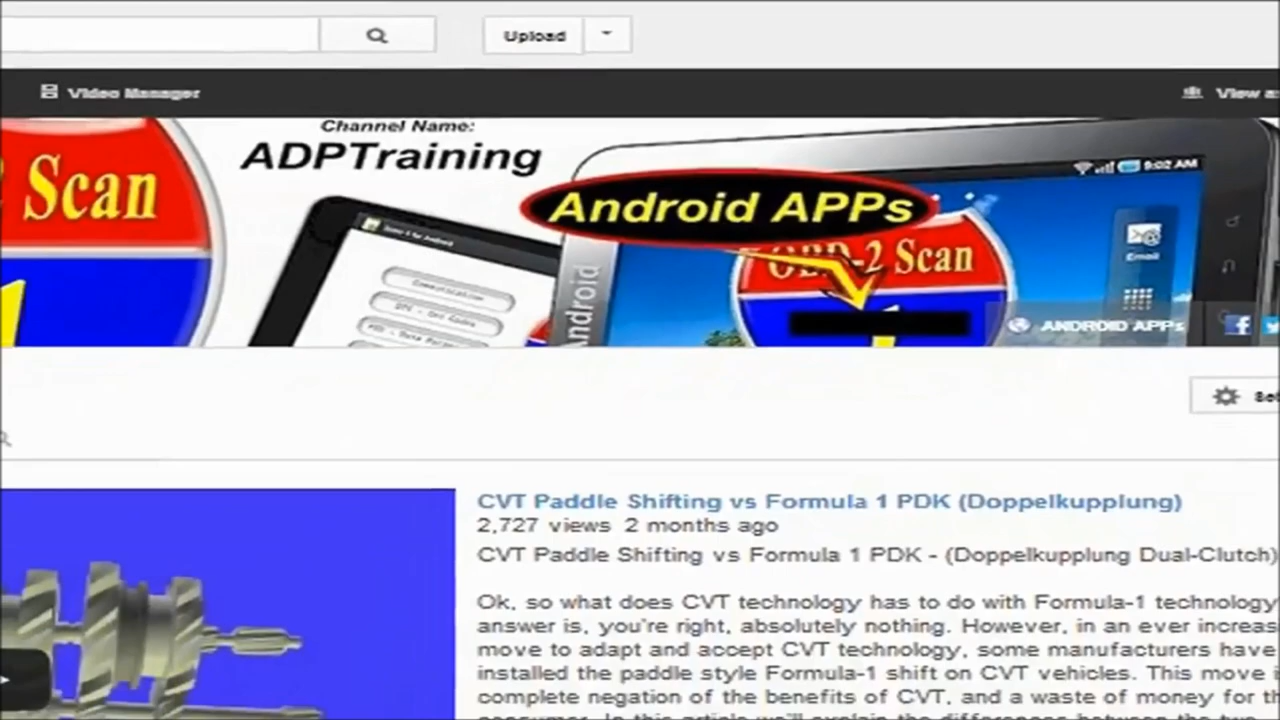 Upload
Video Manager
View a
Channel Name:
ADPTraining
Scan
Android APPs
9:02 AM
OBD-2 Scan
Email
Android
Communication
ANDROID APPs
Set
CVT Paddle Shifting vs Formula 1 PDK (Doppelkupplung)
2,727 views 2 months ago
CVT Paddle Shifting vs Formula 1 PDK - (Doppelkupplung Dual-Clutch)
Ok, so what does CVT technology has to do with Formula-1 technology
answer is, you're right, absolutely nothing. However, in an ever increas
move to adapt and accept CVT technology, some manufacturers have
installed the paddle style Formula-1 shift on CVT vehicles. This move i
complete negation of the benefits of CVT, and a waste of money for th